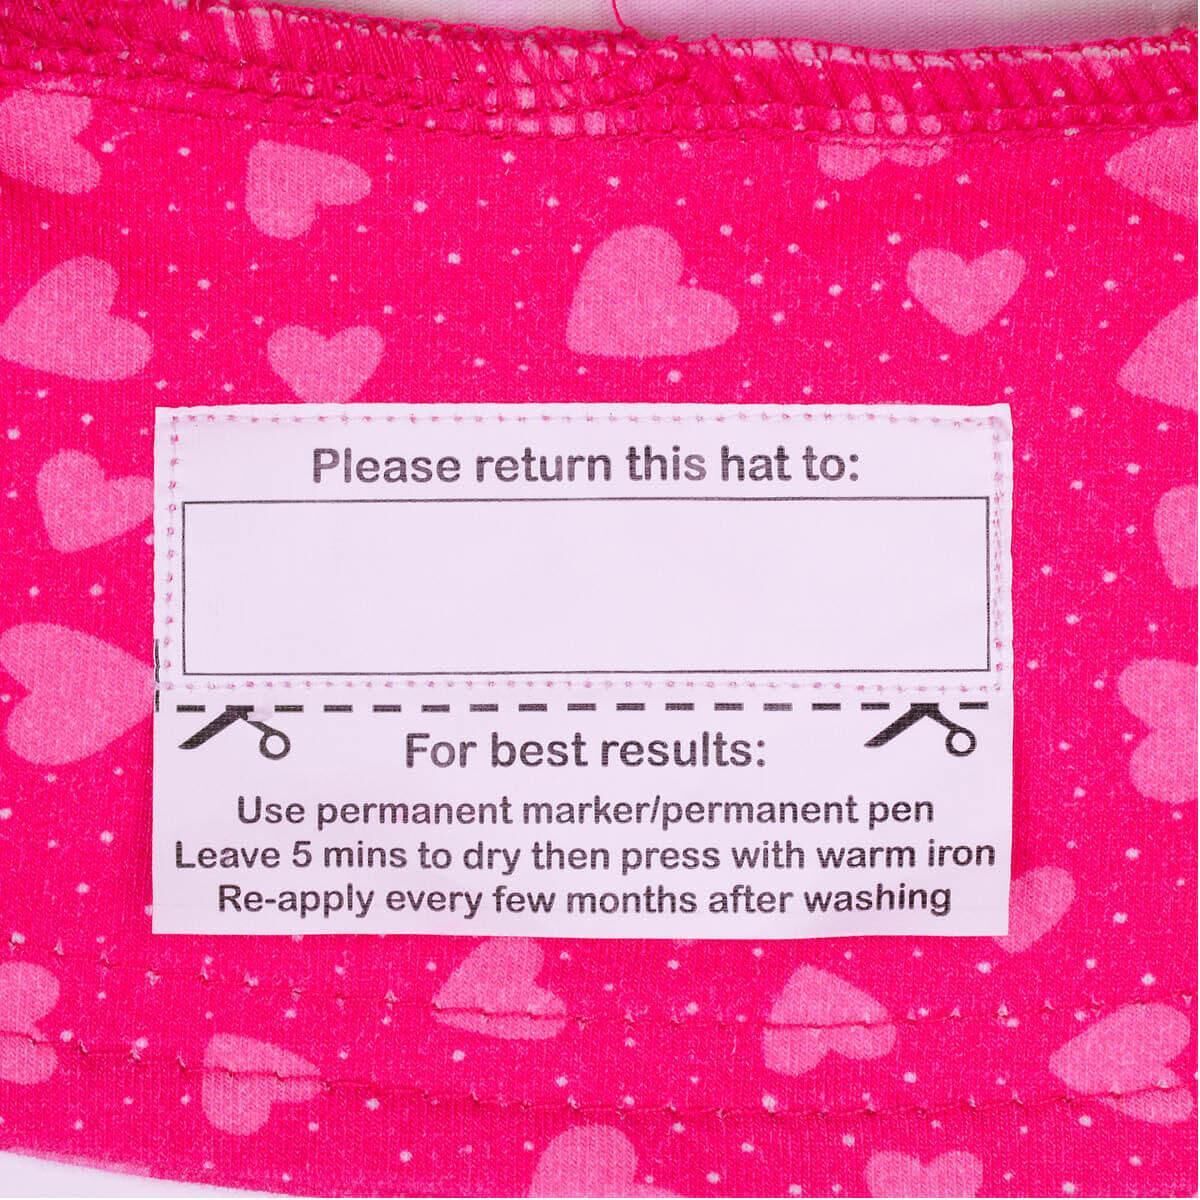 Please return this hat to:
For best results:
Use permanent marker/permanent pen
Leave 5 mins to dry then press with warm iron
Re-apply every few months after washing